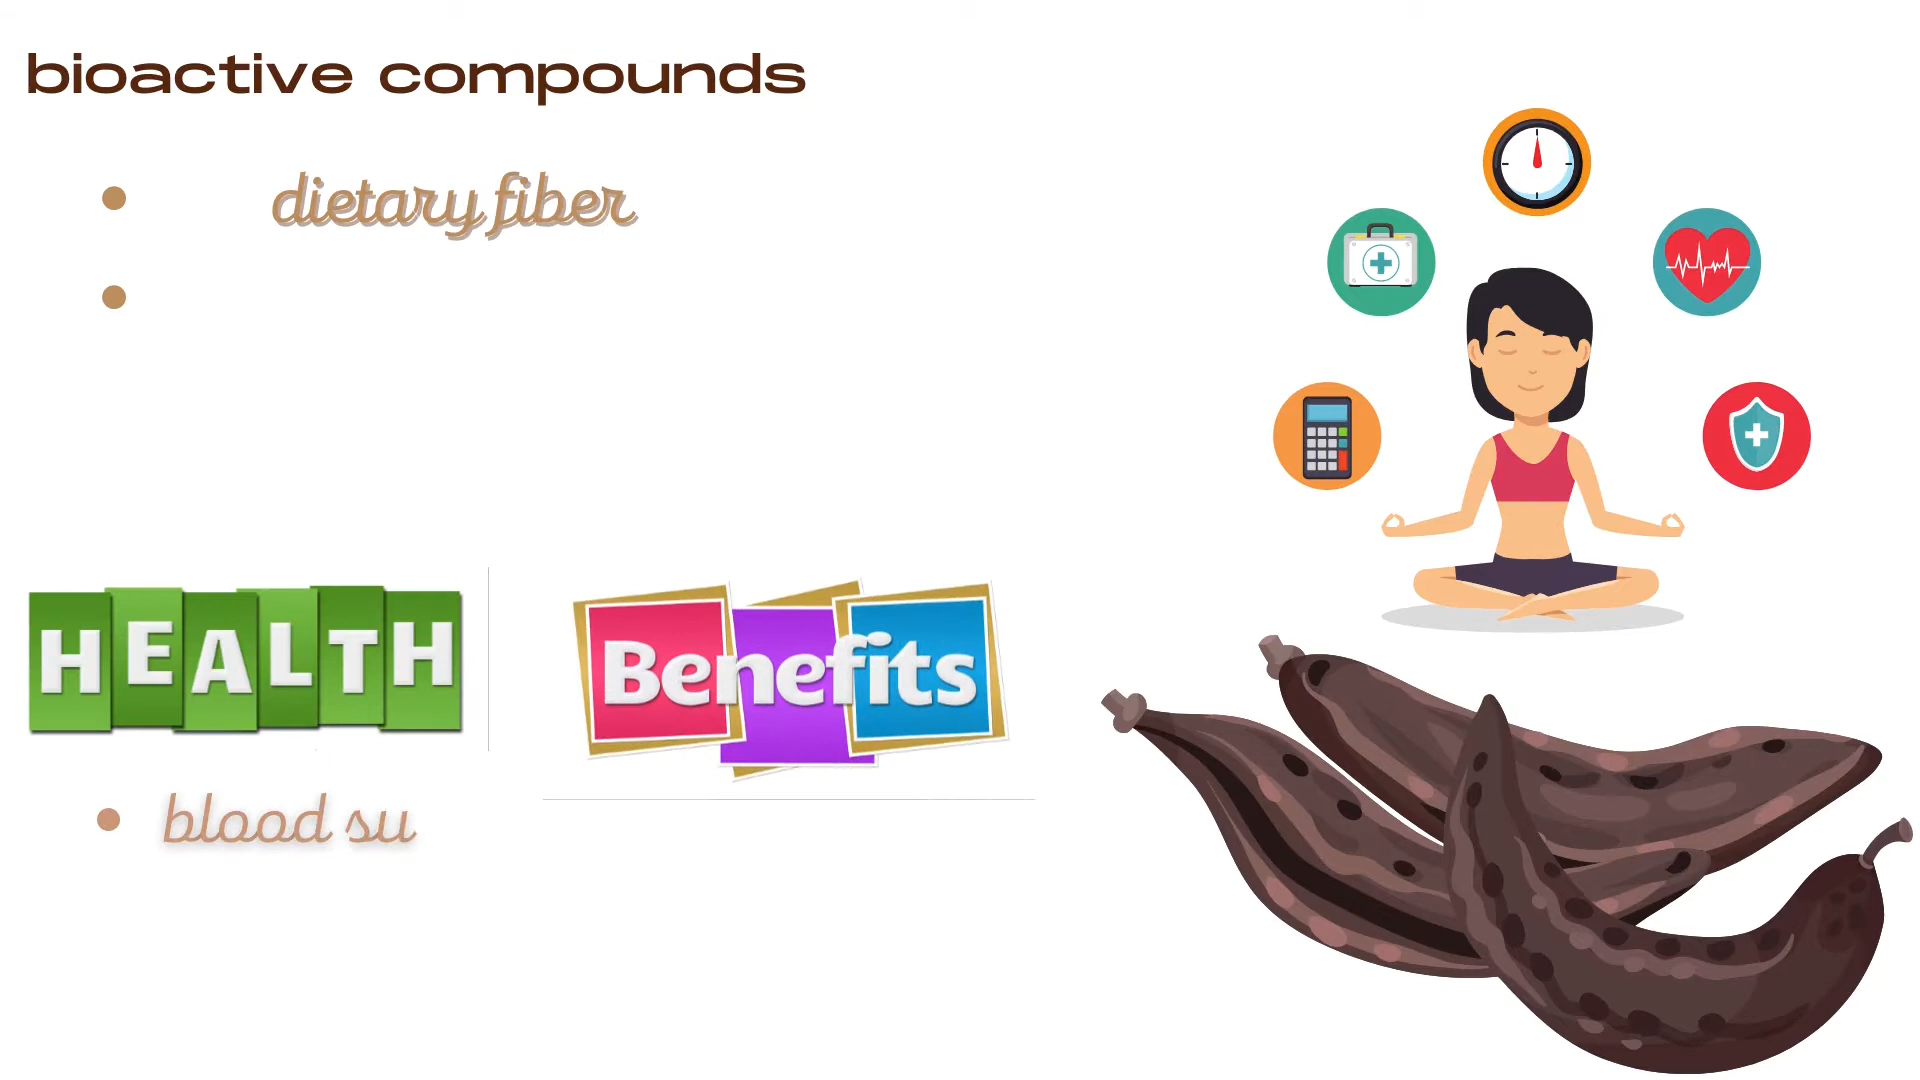 bioactive compounds
dietary fiber
HEALTH
Benefits
blood su